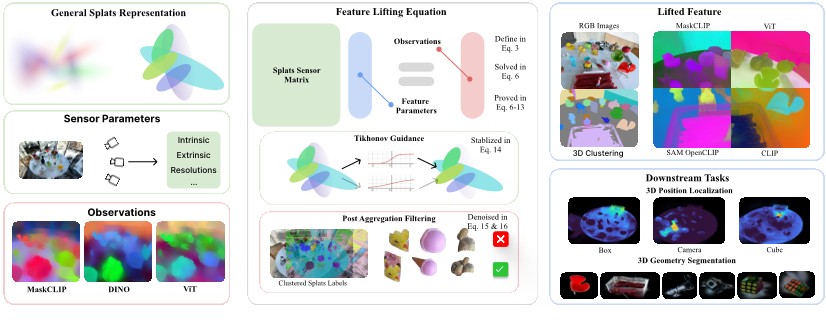 General Splats Representation
Sensor Parameters
Intrinsic
Extrinsic
Resolutions
...
Observations
MaskCLIP
DINO
ViT
Feature Lifting Equation
Splats Sensor
Matrix
Observations
Feature
Parameters
Define in
Eq. 3
Solved in
Eq. 6
Proved in
Eq. 6-13
Tikhonov Guidance
Stablized in
Eq. 14
Post Aggregation Filtering
Denoised in
Eq. 15 & 16
Clustered Splats Labels
Lifted Feature
RGB Images
MaskCLIP
ViT
3D Clustering
SAM OpenCLIP
CLIP
Downstream Tasks
3D Position Localization
Box
Camera
Cube
3D Geometry Segmentation